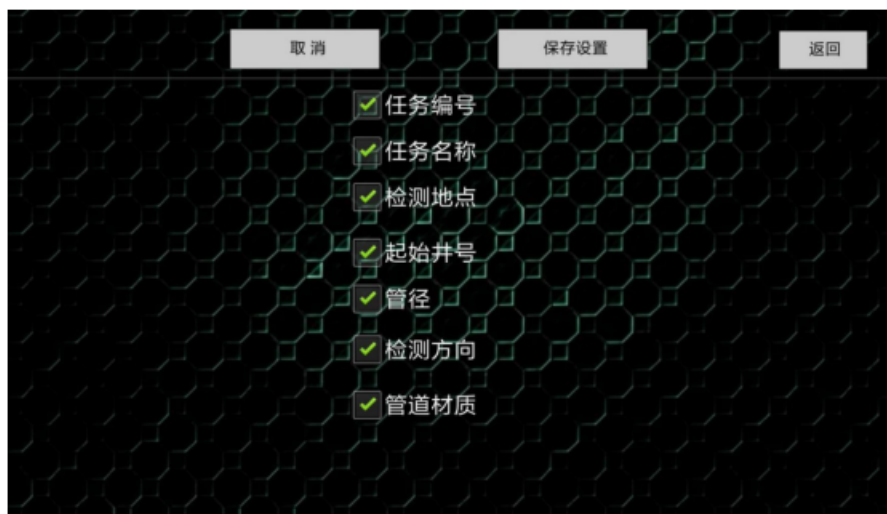 取 消 保存设置 返回
任务编号
任务名称
检测地点
起始井号
管径
检测方向
管道材质